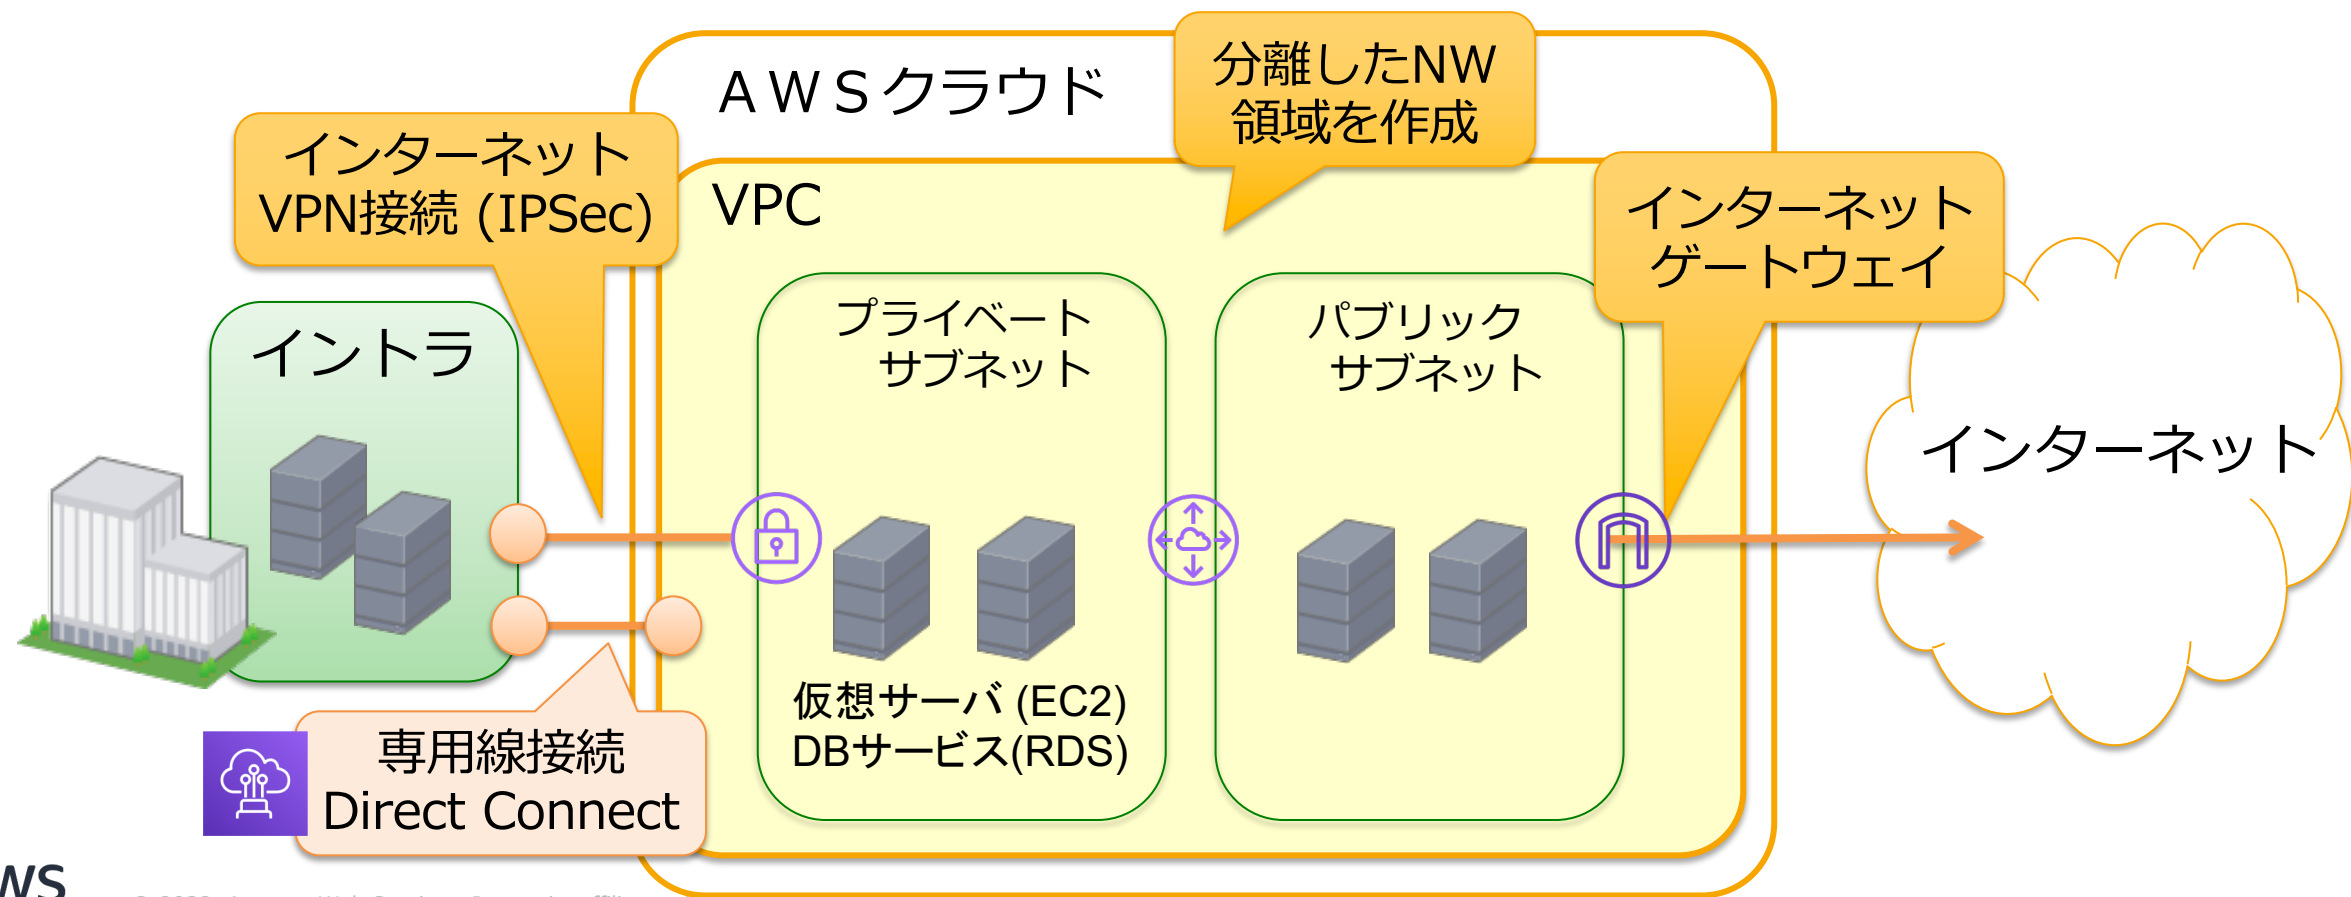 ＡＷＳクラウド
分離したNW
領域を作成
インターネット
VPN接続 (IPSec)
VPC
インターネット
ゲートウェイ
イントラ
プライベート
サブネット
パブリック
サブネット
インターネット
仮想サーバ (EC2)
DBサービス(RDS)
専用線接続
Direct Connect